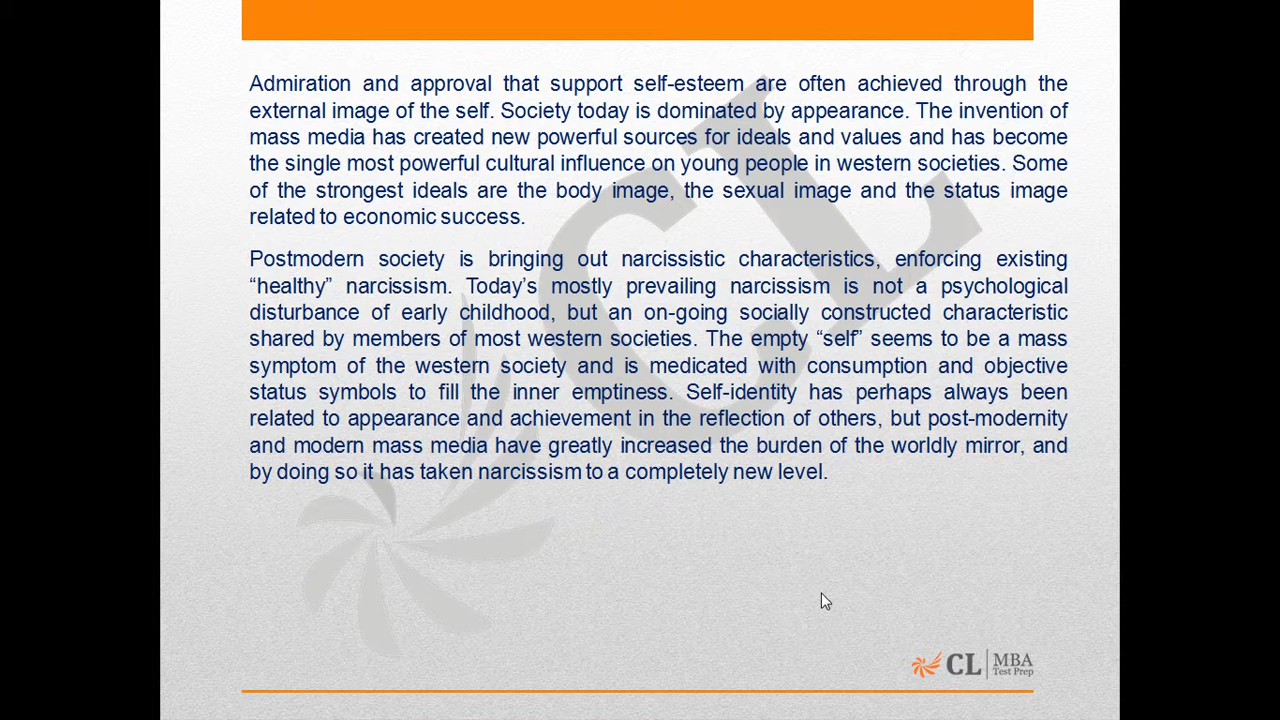 Admiration and approval that support self-esteem are often achieved through the
external image of the self. Society today is dominated by appearance. The invention of
mass media has created new powerful sources for ideals and values and has become
the single most powerful cultural influence on young people in western societies. Some
of the strongest ideals are the body image, the sexual image and the status image
related to economic success.
Postmodern society is bringing out narcissistic characteristics, enforcing existing
“healthy” narcissism. Today’s mostly prevailing narcissism is not a psychological
disturbance of early childhood, but an on-going socially constructed characteristic
shared by members of most western societies. The empty “self” seems to be a mass
symptom of the western society and is medicated with consumption and objective
status symbols to fill the inner emptiness. Self-identity has perhaps always been
related to appearance and achievement in the reflection of others, but post-modernity
and modern mass media have greatly increased the burden of the worldly mirror, and
by doing so it has taken narcissism to a completely new level.
CL
CL MBA
Test Prep